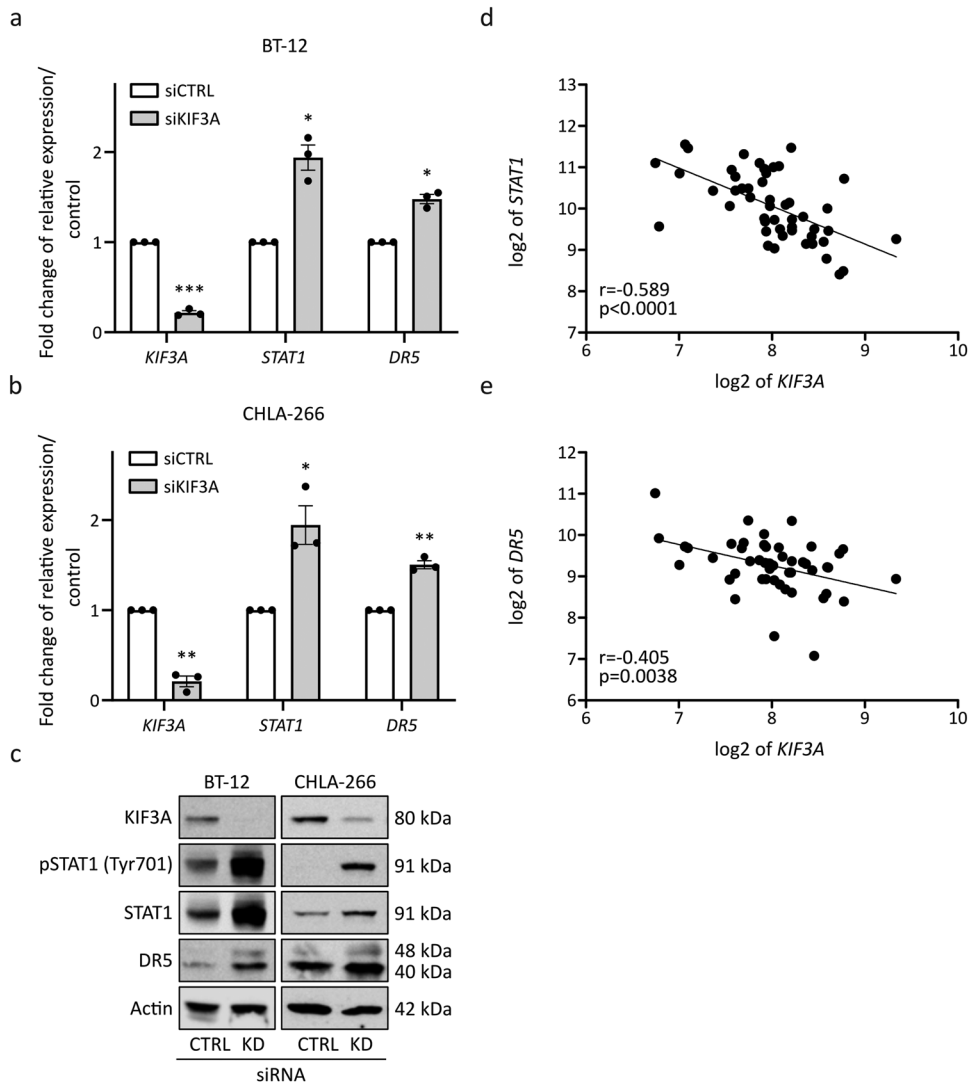 a
BT-12
siCTRL
siKIF3A
Fold change of relative expression/
control
2
1
0
*
*
***
KIF3A
STAT1
DR5
b
CHLA-266
siCTRL
siKIF3A
Fold change of relative expression/
control
2
1
0
*
**
**
KIF3A
STAT1
DR5
c
BT-12 CHLA-266
KIF3A 80 kDa
pSTAT1 (Tyr701) 91 kDa
STAT1 91 kDa
DR5 48 kDa
40 kDa
Actin 42 kDa
CTRL KD CTRL KD
siRNA
d
log2 of STAT1
13
12
11
10
9
8
7
r=-0.589
p<0.0001
6 7 8 9 10
log2 of KIF3A
e
log2 of DR5
12
11
10
9
8
7
6
r=-0.405
p=0.0038
6 7 8 9 10
log2 of KIF3A